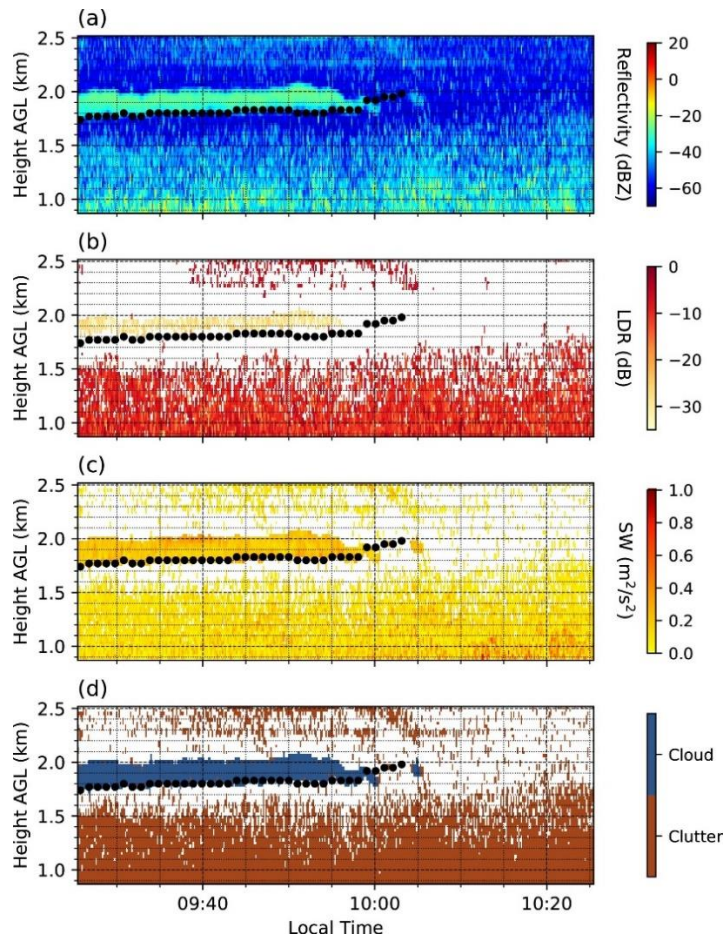 (a)
2.5
2.0
1.5
1.0
Height AGL (km)
20
0
−20
−40
−60
Reflectivity (dBZ)
(b)
2.5
2.0
1.5
1.0
Height AGL (km)
0
−10
−20
−30
LDR (dB)
(c)
2.5
2.0
1.5
1.0
Height AGL (km)
1.0
0.8
0.6
0.4
0.2
0.0
SW (m²/s²)
(d)
2.5
2.0
1.5
1.0
Height AGL (km)
Cloud
Clutter
09:40 10:00 10:20
Local Time